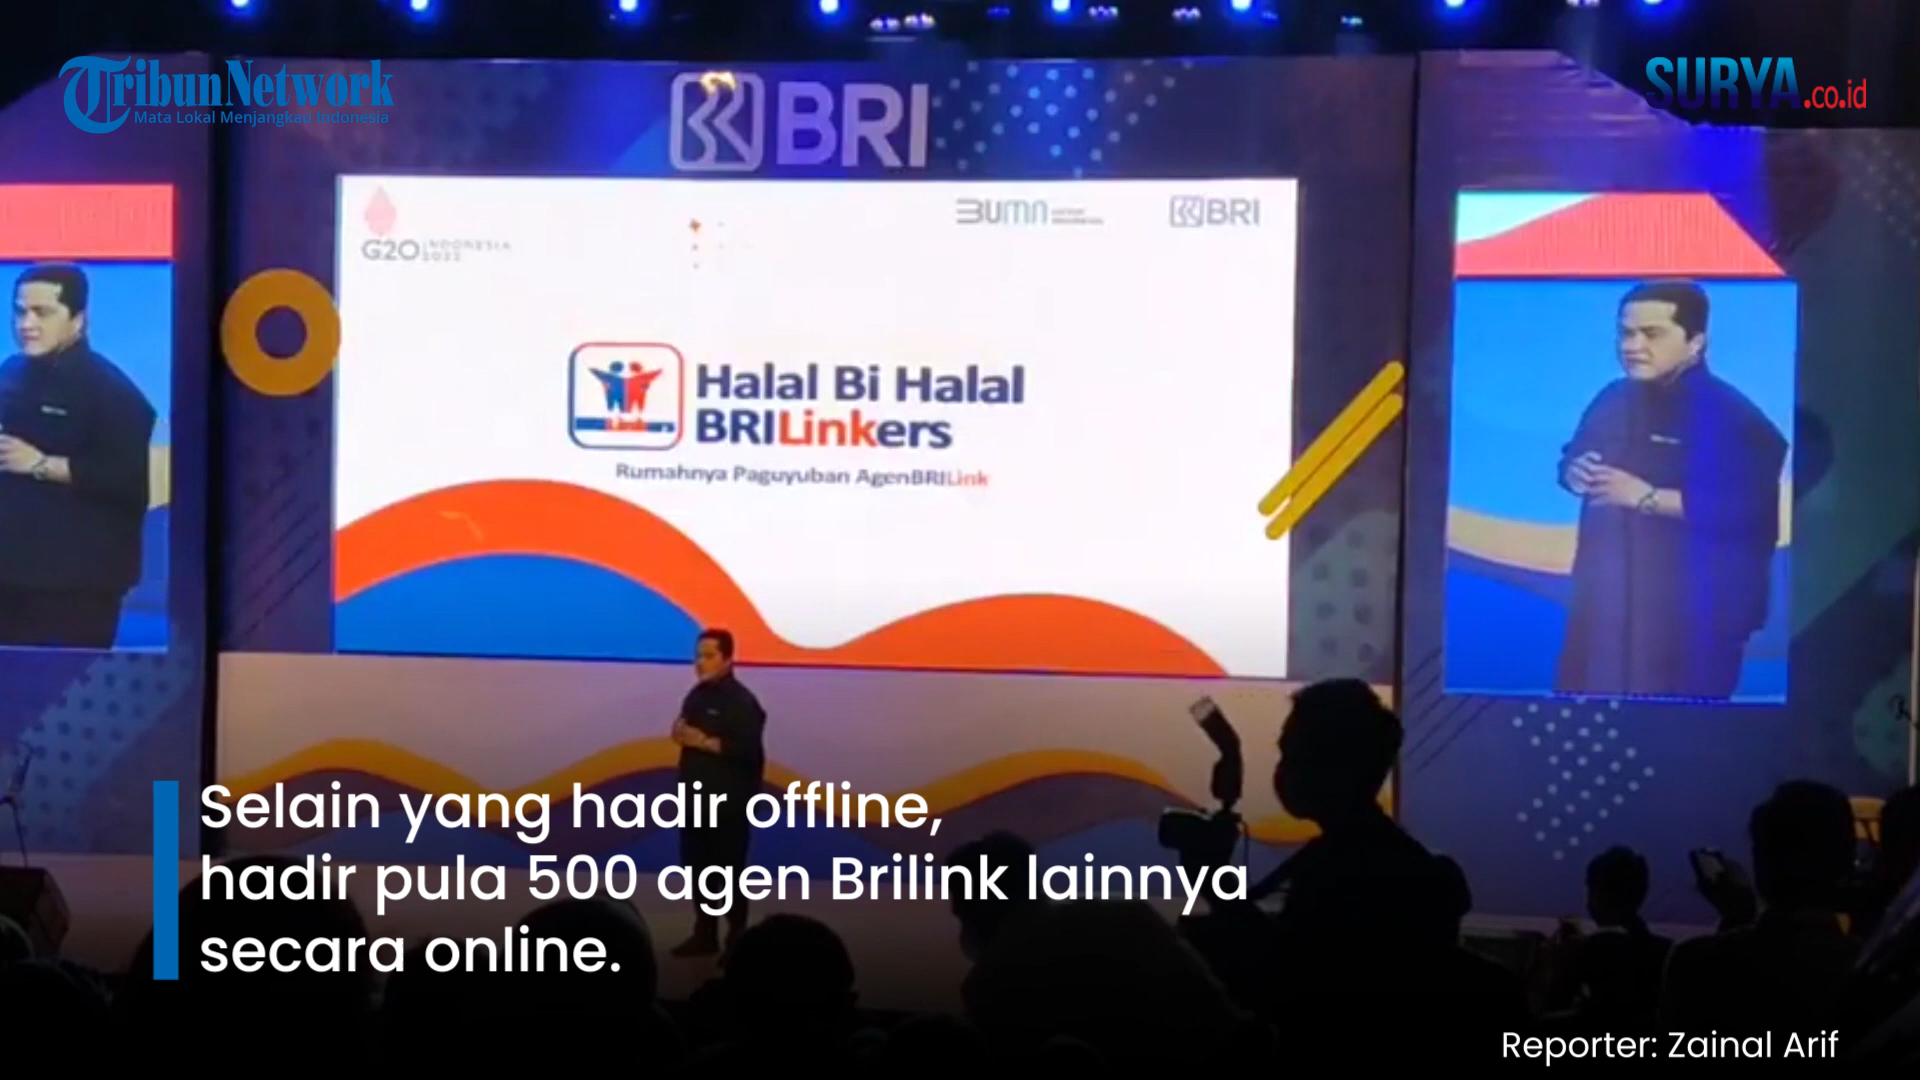 TribunNetwork
Mata Lokal Menjangkau Indonesia
SURYA.co.id
BRI
G20 INDONESIA
2022
BUMN
BRI
Halal Bi Halal
BRILinkers
Rumahnya Paguyuban AgenBRILink
Selain yang hadir offline,
hadir pula 500 agen Brilink lainnya
secara online.
Reporter: Zainal Arif